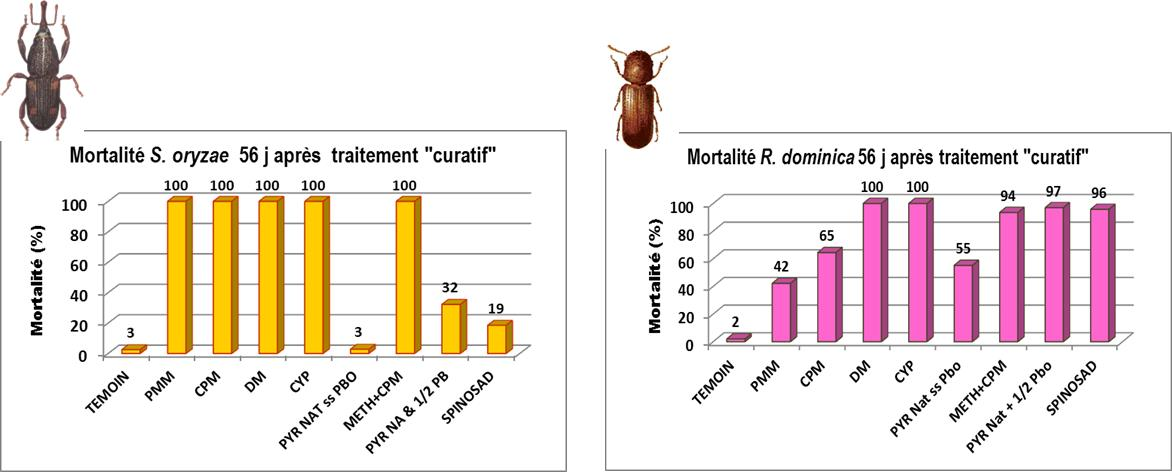 Mortalité S. oryzae 56 j après traitement "curatif"
Mortalité (%)
100
80
60
40
20
0
3
100
100
100
100
3
100
32
19
TEMOIN
PMM
CPM
DM
CYP
PYR NAT ss PBO
METH+CPM
PYR NA & 1/2 PB
SPINOSAD
Mortalité R. dominica 56 j après traitement "curatif"
Mortalité (%)
100
80
60
40
20
0
2
42
65
100
100
55
94
97
96
TEMOIN
PMM
CPM
DM
CYP
PYR Nat ss Pbo
METH+CPM
PYR Nat + 1/2 Pbo
SPINOSAD